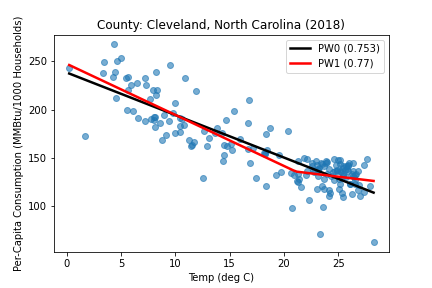 County: Cleveland, North Carolina (2018)
PW0 (0.753)
PW1 (0.77)
Per-Capita Consumption (MMBtu/1000 Households)
250
200
150
100
0 5 10 15 20 25
Temp (deg C)